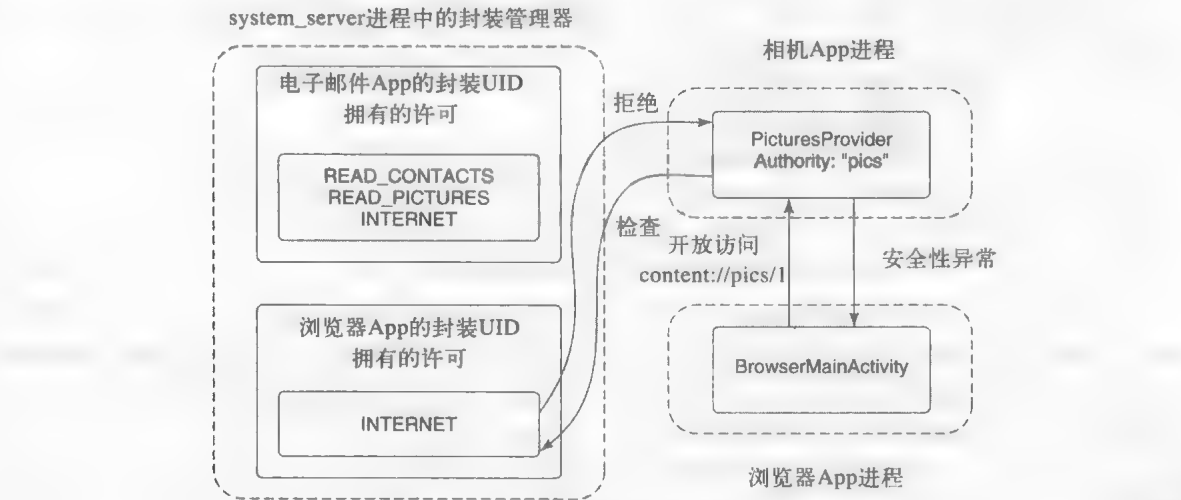 system_server进程中的封装管理器
电子邮件App的封装UID
拥有的许可
READ_CONTACTS
READ_PICTURES
INTERNET
浏览器App的封装UID
拥有的许可
INTERNET
拒绝
检查
相机App进程
PicturesProvider
Authority: "pics"
开放访问
content://pics/1
安全性异常
BrowserMainActivity
浏览器App进程